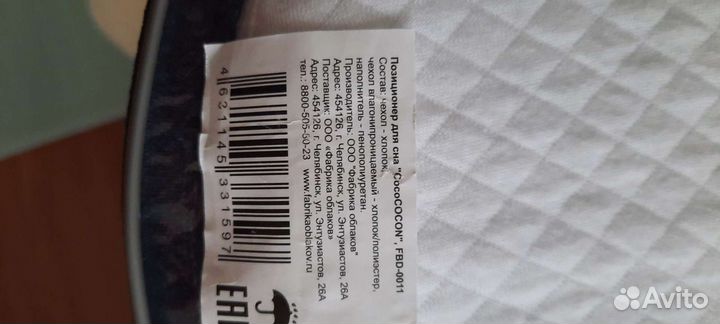 Позиционер для сна "CocoCOCON", FBD-0011
Состав: чехол - хлопок,
чехол влагонипроницаемый - хлопок/полиэстер,
наполнитель - пенополиуретан.
Производитель: ООО "Фабрика облаков"
Адрес: 454126, г. Челябинск, ул. Энтузиастов, 26А
Поставщик: ООО «Фабрика облаков»
Адрес: 454126, г. Челябинск, ул. Энтузиастов, 26А
тел.: 8800-505-50-23 www.fabrikaoblakov.ru
4 621145 331597
EAC
Avito